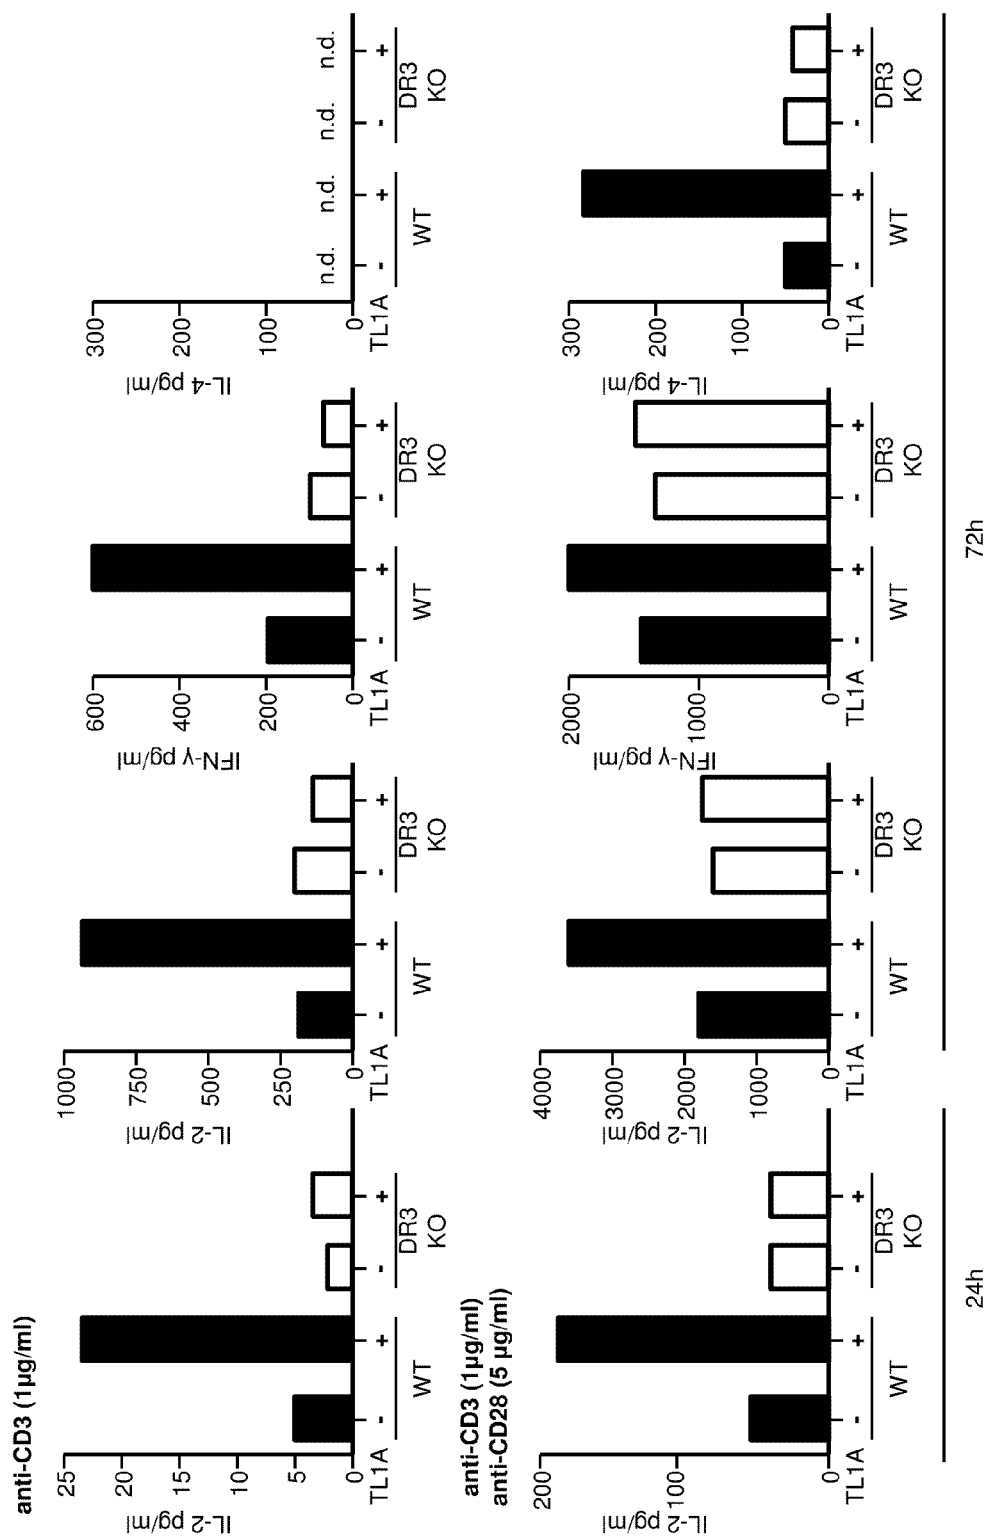 anti-CD3 (1µg/ml)
IL-2 pg/ml
25
20
15
10
5
0
TL1A - + - +
WT DR3
KO
IL-2 pg/ml
1000
750
500
250
0
TL1A - + - +
WT DR3
KO
IFN-γ pg/ml
600
400
200
0
TL1A - + - +
WT DR3
KO
IL-4 pg/ml
300
200
100
0
n.d. n.d. n.d. n.d.
TL1A - + - +
WT DR3
KO
anti-CD3 (1µg/ml)
anti-CD28 (5 µg/ml)
IL-2 pg/ml
200
100
0
TL1A - + - +
WT DR3
KO
IL-2 pg/ml
4000
3000
2000
1000
0
TL1A - + - +
WT DR3
KO
IFN-γ pg/ml
2000
1000
0
TL1A - + - +
WT DR3
KO
IL-4 pg/ml
300
200
100
0
TL1A - + - +
WT DR3
KO
24h
72h